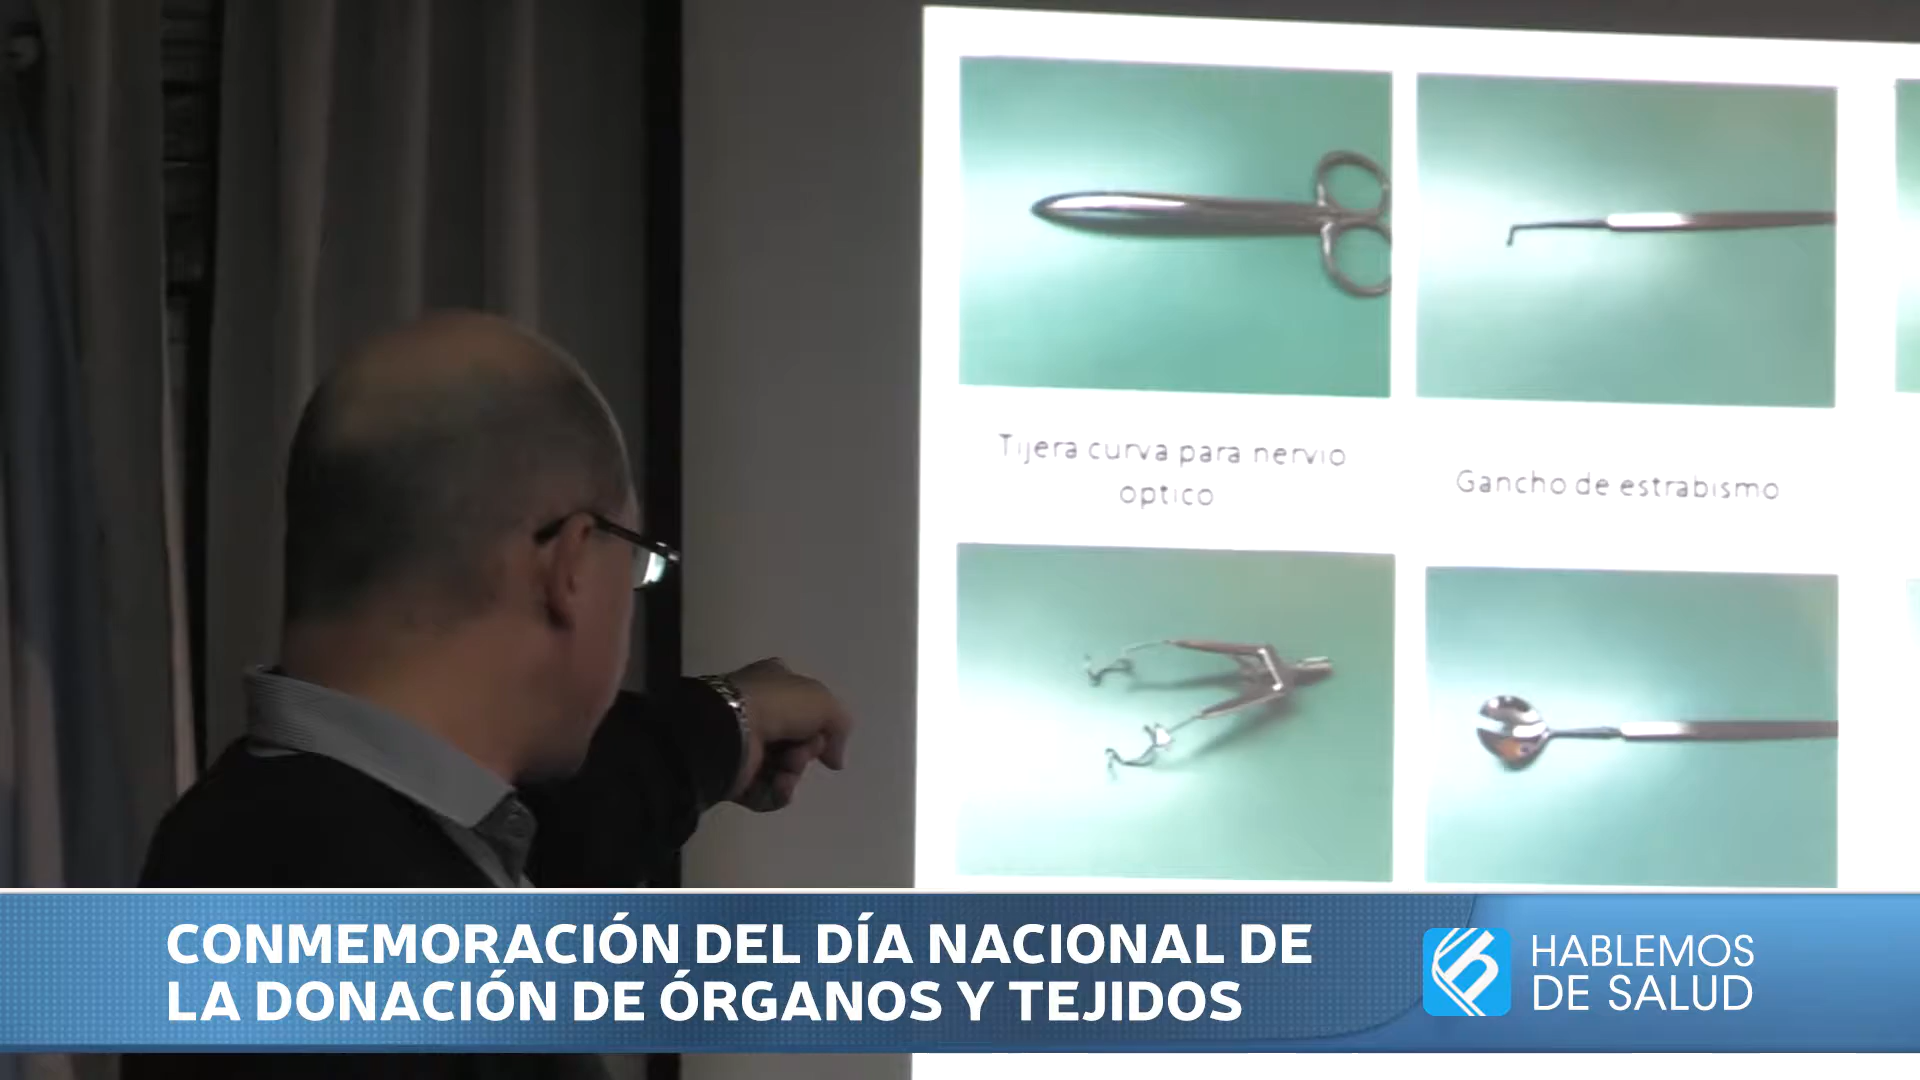 Tijera curva para nervio
optico
Gancho de estrabismo
CONMEMORACIÓN DEL DÍA NACIONAL DE
LA DONACIÓN DE ÓRGANOS Y TEJIDOS
HABLEMOS
DE SALUD